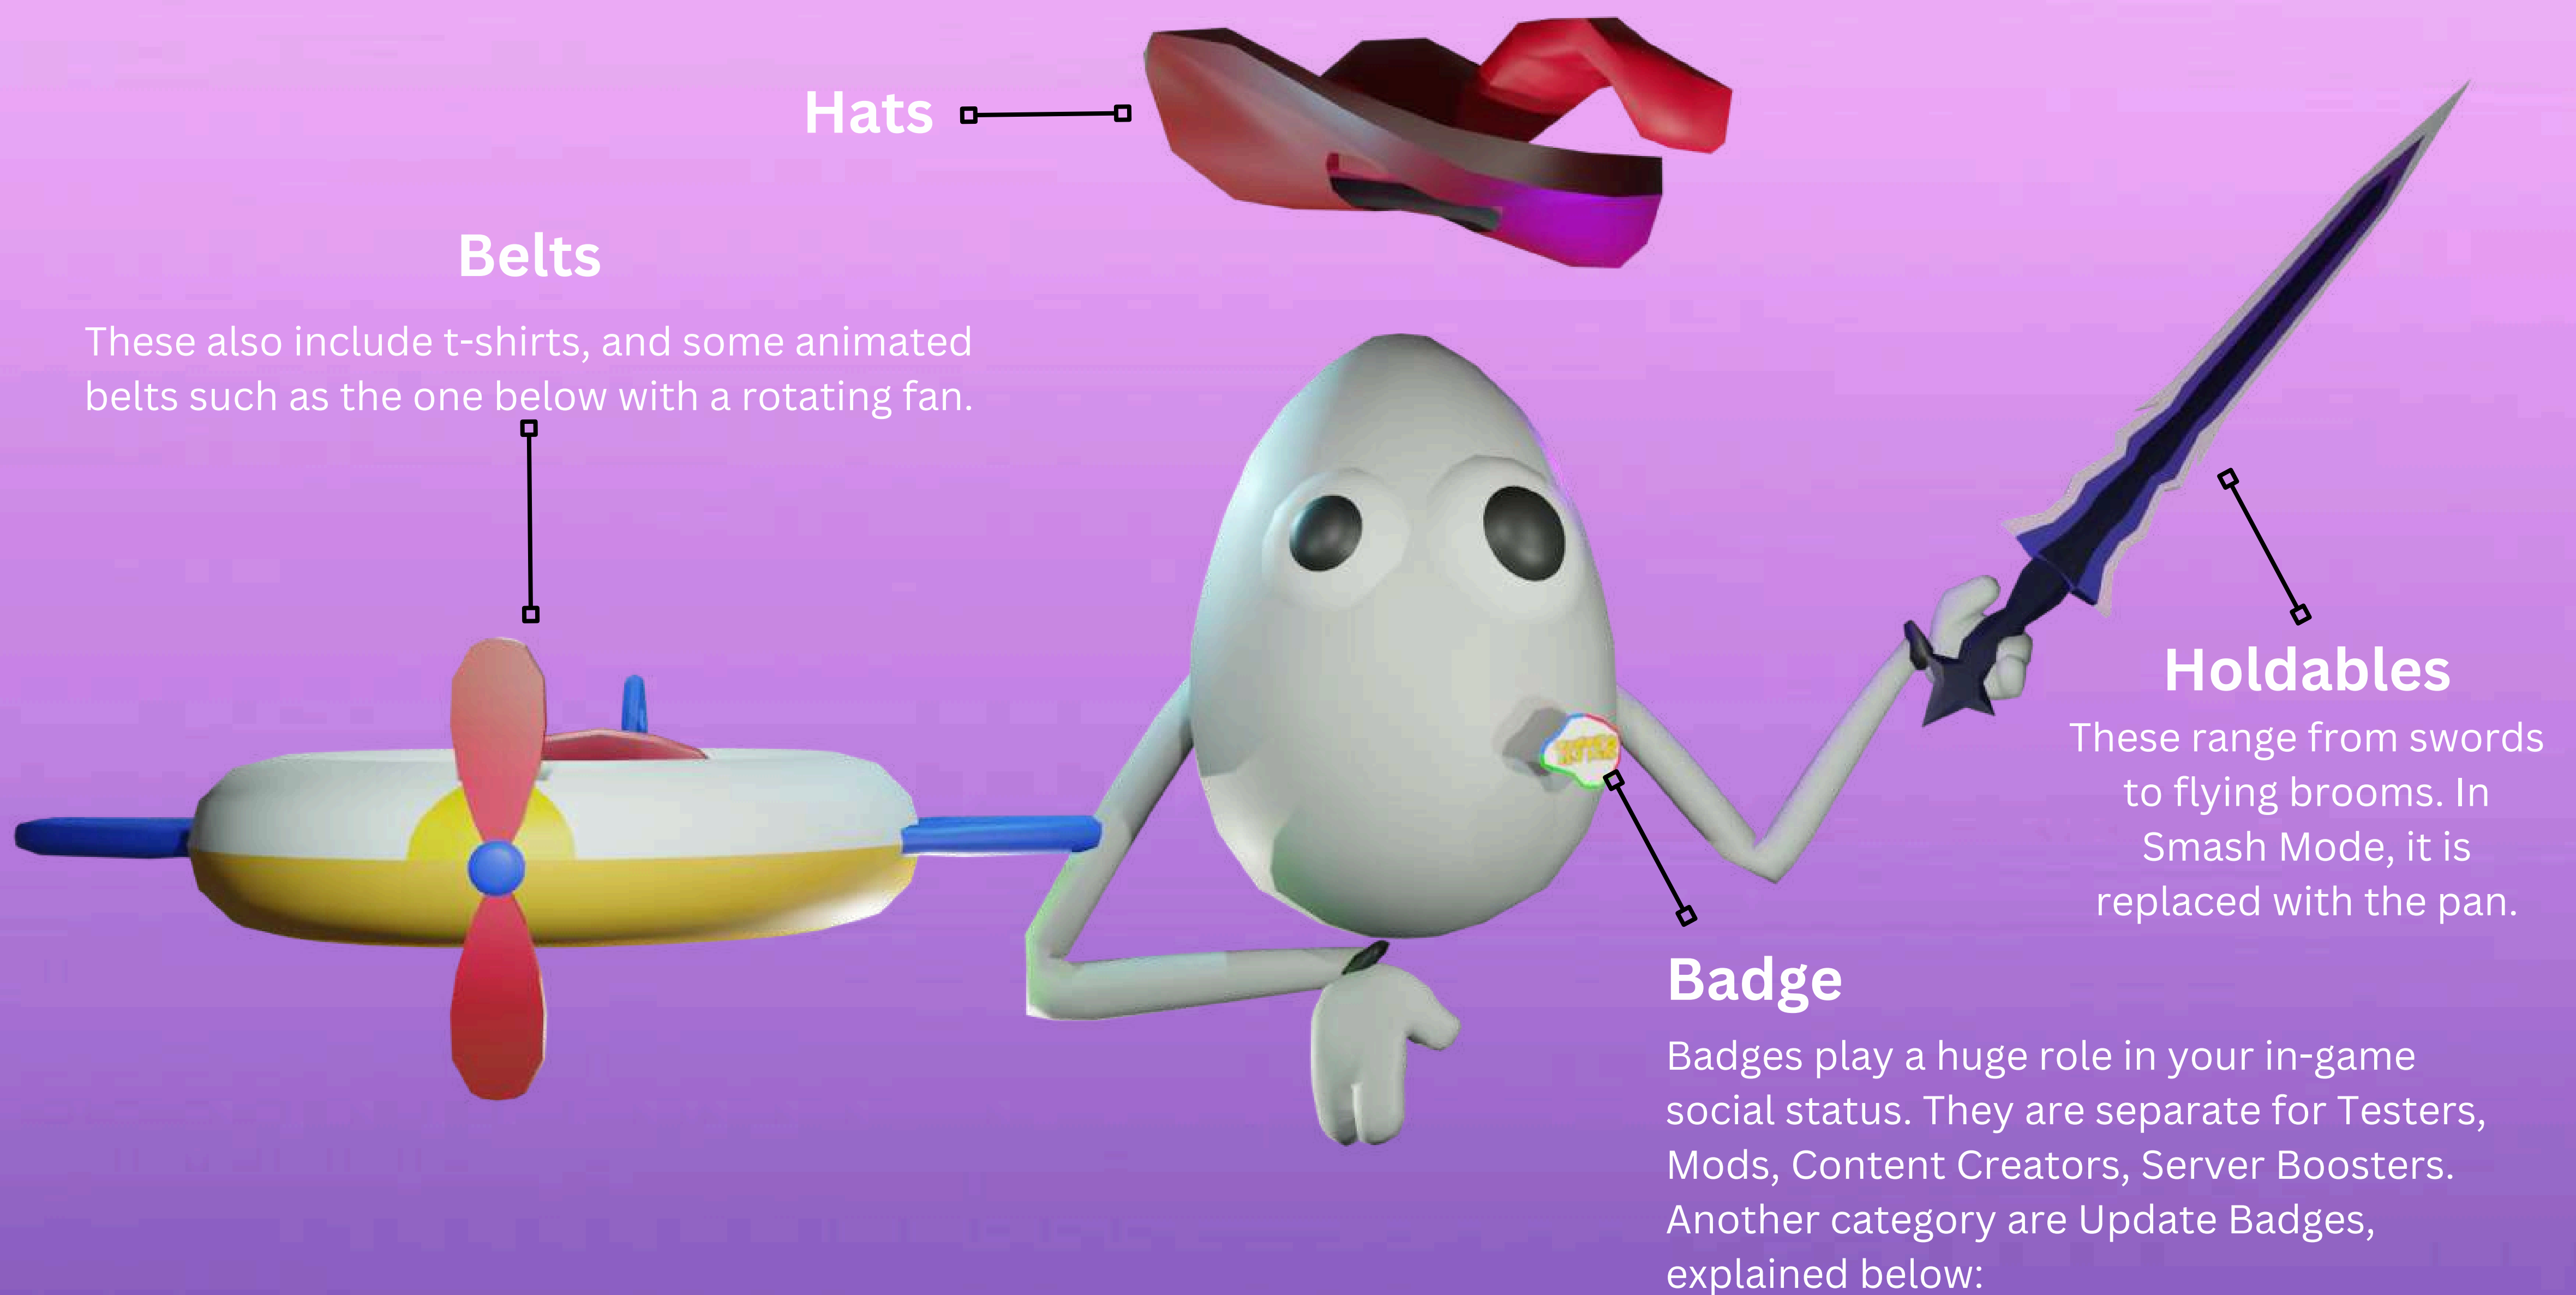 Hats
Belts
These also include t-shirts, and some animated
belts such as the one below with a rotating fan.
Holdables
These range from swords
to flying brooms. In
Smash Mode, it is
replaced with the pan.
Badge
Badges play a huge role in your in-game
social status. They are separate for Testers,
Mods, Content Creators, Server Boosters.
Another category are Update Badges,
explained below: